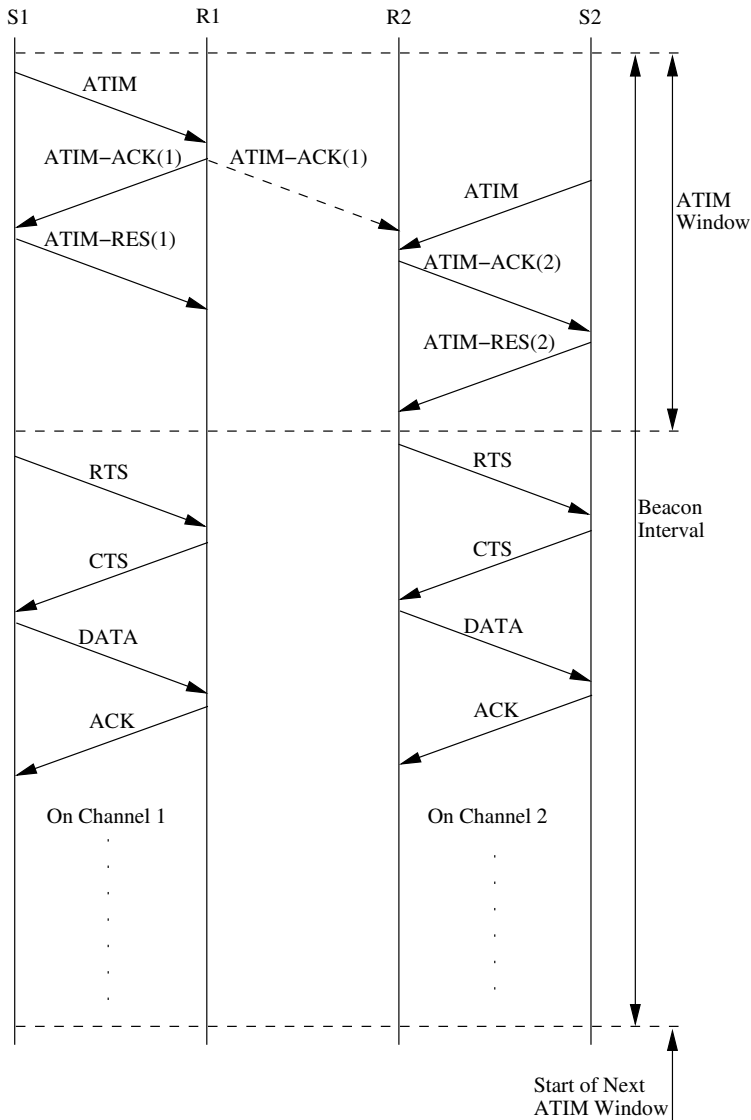 S1 R1 R2 S2
ATIM
ATIM−ACK(1) ATIM−ACK(1)
ATIM
ATIM
Window
ATIM−RES(1)
ATIM−ACK(2)
ATIM−RES(2)
RTS
RTS
Beacon
Interval
CTS
CTS
DATA
DATA
ACK
ACK
On Channel 1
On Channel 2
Start of Next
ATIM Window